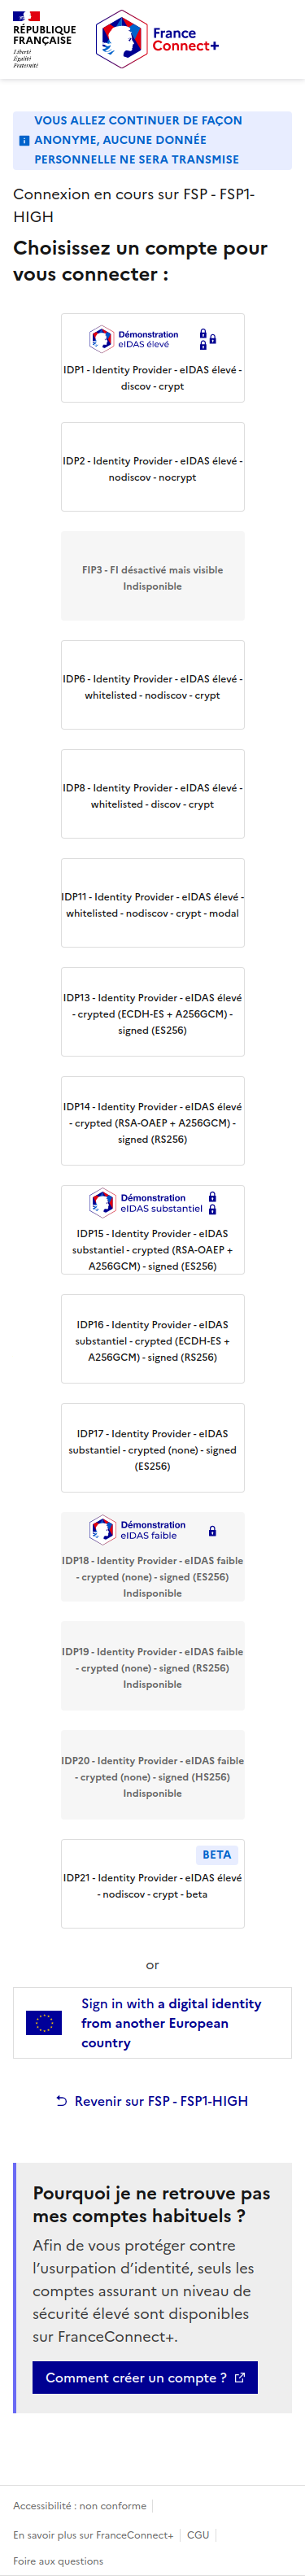 RÉPUBLIQUE
FRANÇAISE
Liberté
Égalité
Fraternité
France
Connect+
VOUS ALLEZ CONTINUER DE FAÇON
ANONYME, AUCUNE DONNÉE
PERSONNELLE NE SERA TRANSMISE
Connexion en cours sur FSP - FSP1-
HIGH
Choisissez un compte pour
vous connecter :
Démonstration
eIDAS élevé
IDP1 - Identity Provider - eIDAS élevé -
discov - crypt
IDP2 - Identity Provider - eIDAS élevé -
nodiscov - nocrypt
FIP3 - FI désactivé mais visible
Indisponible
IDP6 - Identity Provider - eIDAS élevé -
whitelisted - nodiscov - crypt
IDP8 - Identity Provider - eIDAS élevé -
whitelisted - discov - crypt
IDP11 - Identity Provider - eIDAS élevé -
whitelisted - nodiscov - crypt - modal
IDP13 - Identity Provider - eIDAS élevé
- crypted (ECDH-ES + A256GCM) -
signed (ES256)
IDP14 - Identity Provider - eIDAS élevé
- crypted (RSA-OAEP + A256GCM) -
signed (RS256)
Démonstration
eIDAS substantiel
IDP15 - Identity Provider - eIDAS
substantiel - crypted (RSA-OAEP +
A256GCM) - signed (ES256)
IDP16 - Identity Provider - eIDAS
substantiel - crypted (ECDH-ES +
A256GCM) - signed (RS256)
IDP17 - Identity Provider - eIDAS
substantiel - crypted (none) - signed
(ES256)
Démonstration
eIDAS faible
IDP18 - Identity Provider - eIDAS faible
- crypted (none) - signed (ES256)
Indisponible
IDP19 - Identity Provider - eIDAS faible
- crypted (none) - signed (RS256)
Indisponible
IDP20 - Identity Provider - eIDAS faible
- crypted (none) - signed (HS256)
Indisponible
BETA
IDP21 - Identity Provider - eIDAS élevé
- nodiscov - crypt - beta
or
Sign in with a digital identity
from another European
country
Revenir sur FSP - FSP1-HIGH
Pourquoi je ne retrouve pas
mes comptes habituels ?
Afin de vous protéger contre
l’usurpation d’identité, seuls les
comptes assurant un niveau de
sécurité élevé sont disponibles
sur FranceConnect+.
Comment créer un compte ?
Accessibilité : non conforme
En savoir plus sur FranceConnect+ CGU
Foire aux questions